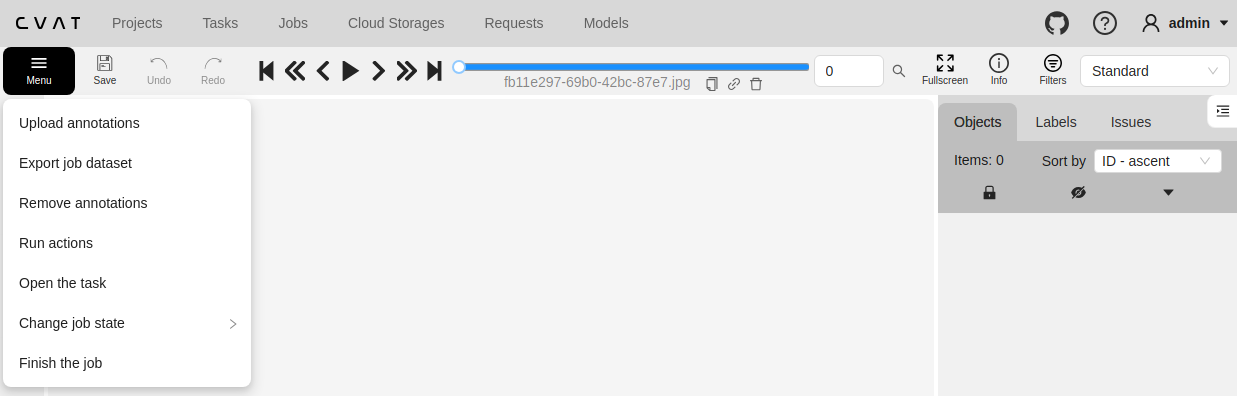 CVAT Projects Tasks Jobs Cloud Storages Requests Models admin
Menu Save Undo Redo 0 Fullscreen Info Filters Standard
fb11e297-69b0-42bc-87e7.jpg
Upload annotations
Export job dataset
Remove annotations
Run actions
Open the task
Change job state
Finish the job
Objects Labels Issues
Items: 0 Sort by ID - ascent